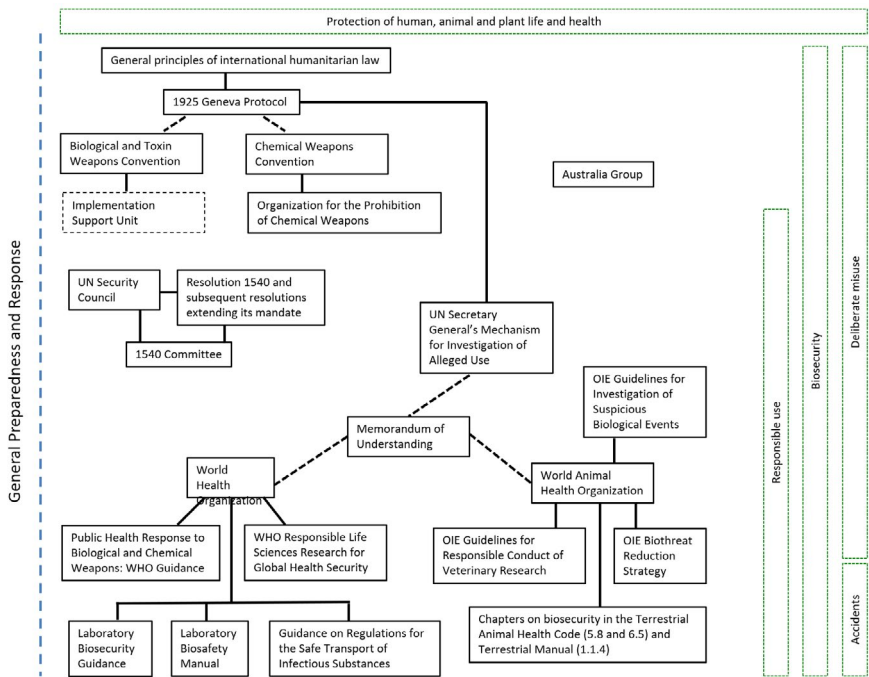 Protection of human, animal and plant life and health
General Preparedness and Response
General principles of international humanitarian law
1925 Geneva Protocol
Biological and Toxin
Weapons Convention
Chemical Weapons
Convention
Australia Group
Implementation
Support Unit
Organization for the Prohibition
of Chemical Weapons
UN Security
Council
Resolution 1540 and
subsequent resolutions
extending its mandate
1540 Committee
UN Secretary
General's Mechanism
for Investigation of
Alleged Use
OIE Guidelines for
Investigation of
Suspicious
Biological Events
Memorandum of
Understanding
World
Health
Organization
World Animal
Health Organization
Public Health Response to
Biological and Chemical
Weapons: WHO Guidance
WHO Responsible Life
Sciences Research for
Global Health Security
OIE Guidelines for
Responsible Conduct of
Veterinary Research
OIE Biothreat
Reduction
Strategy
Laboratory
Biosecurity
Guidance
Laboratory
Biosafety
Manual
Guidance on Regulations for
the Safe Transport of
Infectious Substances
Chapters on biosecurity in the Terrestrial
Animal Health Code (5.8 and 6.5) and
Terrestrial Manual (1.1.4)
Responsible use
Biosecurity
Deliberate misuse
Accidents